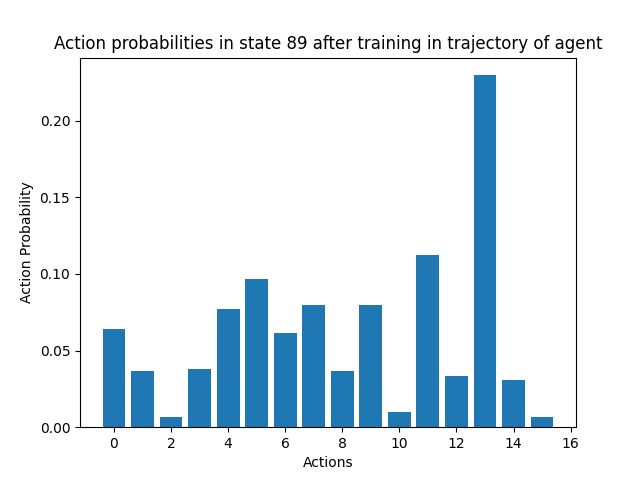 Action probabilities in state 89 after training in trajectory of agent
0.20
0.15
0.10
0.05
0.00
Action Probability
0 2 4 6 8 10 12 14 16
Actions